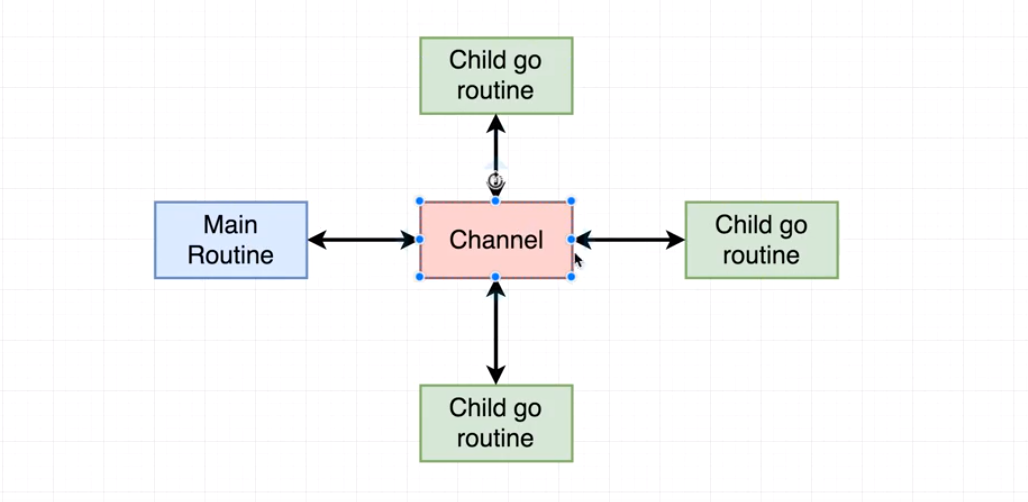 Child go
routine
Main
Routine
Channel
Child go
routine
Child go
routine